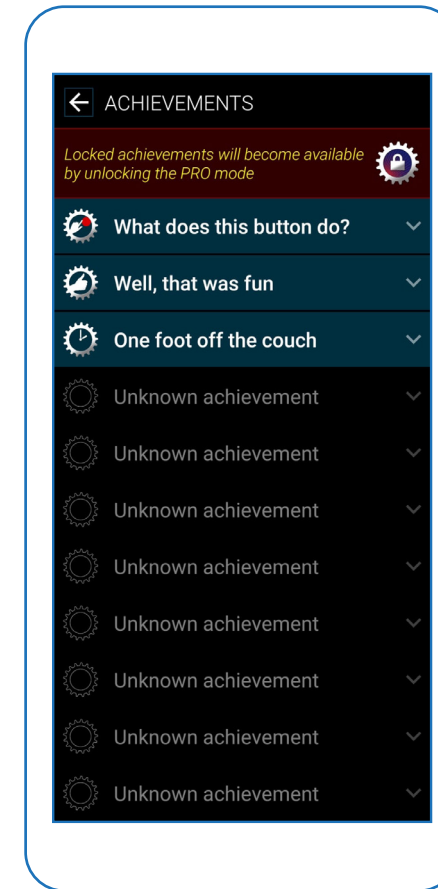 ACHIEVEMENTS
Locked achievements will become available
by unlocking the PRO mode
What does this button do?
Well, that was fun
One foot off the couch
Unknown achievement
Unknown achievement
Unknown achievement
Unknown achievement
Unknown achievement
Unknown achievement
Unknown achievement
Unknown achievement